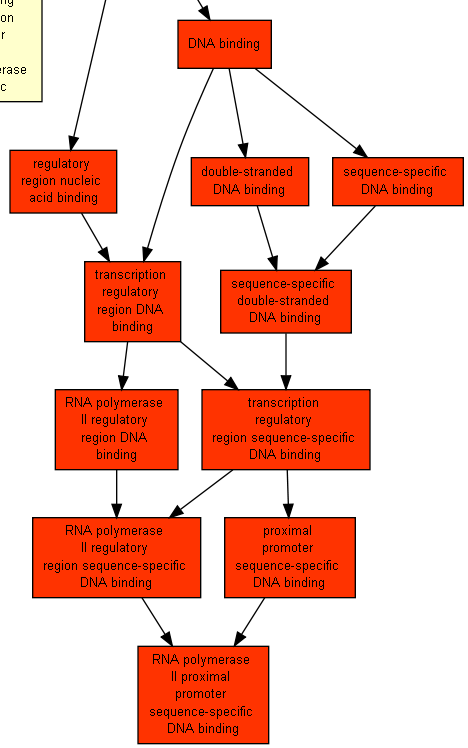 on
r
erase
c
DNA binding
regulatory
region nucleic
acid binding
double-stranded
DNA binding
sequence-specific
DNA binding
transcription
regulatory
region DNA
binding
sequence-specific
double-stranded
DNA binding
RNA polymerase
II regulatory
region DNA
binding
transcription
regulatory
region sequence-specific
DNA binding
RNA polymerase
II regulatory
region sequence-specific
DNA binding
proximal
promoter
sequence-specific
DNA binding
RNA polymerase
II proximal
promoter
sequence-specific
DNA binding